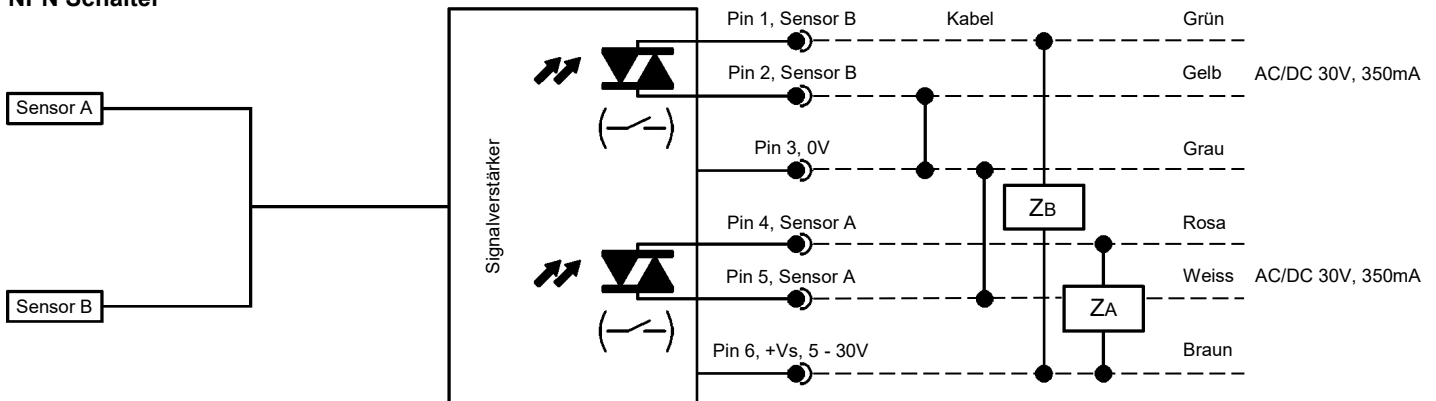 NPN Schalter
Pin 1, Sensor B Kabel Grün
Pin 2, Sensor B Gelb AC/DC 30V, 350mA
Sensor A
Pin 3, 0V Grau
Signalverstärker
ZB
Pin 4, Sensor A Rosa
Pin 5, Sensor A Weiss AC/DC 30V, 350mA
Sensor B
ZA
Pin 6, +Vs, 5 - 30V Braun